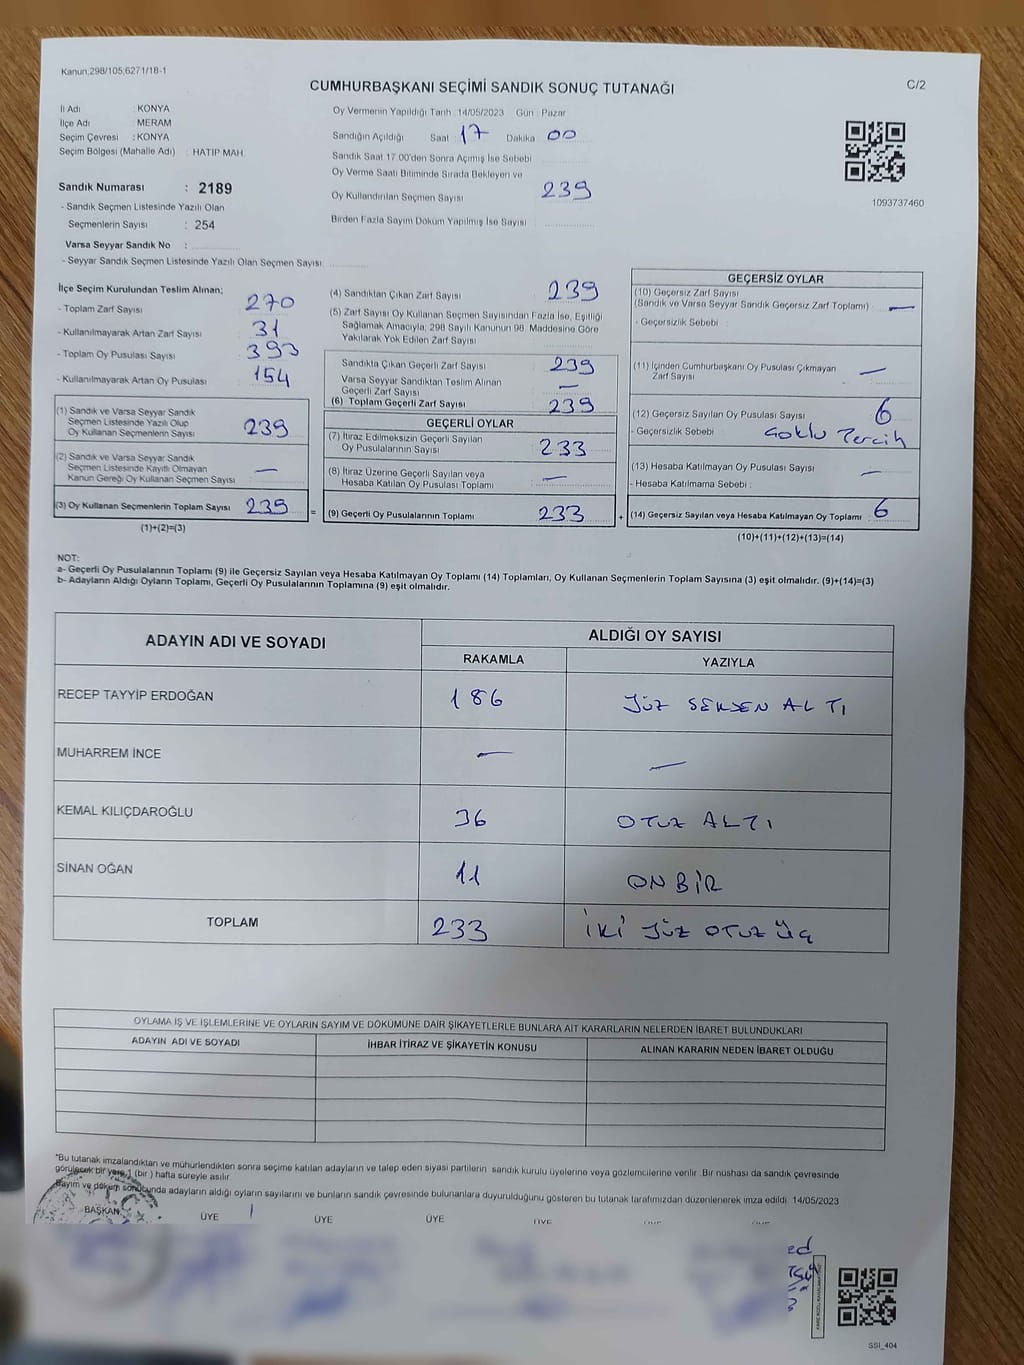 Kanun:298/105;6271/18-1
CUMHURBAŞKANI SEÇİMİ SANDIK SONUÇ TUTANAĞI
C/2
İl Adı : KONYA
İlçe Adı : MERAM
Seçim Çevresi : KONYA
Seçim Bölgesi (Mahalle Adı) : HATIP MAH.
Sandık Numarası : 2189
- Sandık Seçmen Listesinde Yazılı Olan
Seçmenlerin Sayısı : 254
Varsa Seyyar Sandık No :
- Seyyar Sandık Seçmen Listesinde Yazılı Olan Seçmen Sayısı:
Oy Vermenin Yapıldığı Tarih :14/05/2023 Gün : Pazar
Sandığın Açıldığı Saat 17 Dakika 00
Sandık Saat 17.00'den Sonra Açımış İse Sebebi
Oy Verme Saati Bitiminde Sırada Bekleyen ve
Oy Kullandırılan Seçmen Sayısı 239
Birden Fazla Sayım Döküm Yapılmış İse Sayısı :
1093737460
İlçe Seçim Kurulundan Teslim Alınan;
- Toplam Zarf Sayısı : 270
- Kullanılmayarak Artan Zarf Sayısı : 31
- Toplam Oy Pusulası Sayısı : 393
- Kullanılmayarak Artan Oy Pusulası : 154
(1) Sandık ve Varsa Seyyar Sandık
Seçmen Listesinde Yazılı Olup
Oy Kullanan Seçmenlerin Sayısı 239
(2) Sandık ve Varsa Seyyar Sandık
Seçmen Listesinde Kayıtlı Olmayan
Kanun Gereği Oy Kullanan Seçmen Sayısı : —
(3) Oy Kullanan Seçmenlerin Toplam Sayısı 239
(1)+(2)=(3)
=
(4) Sandıktan Çıkan Zarf Sayısı 239
(5) Zarf Sayısı Oy Kullanan Seçmen Sayısından Fazla İse, Eşitliği
Sağlamak Amacıyla; 298 Sayılı Kanunun 98. Maddesine Göre
Yakılarak Yok Edilen Zarf Sayısı
Sandıkta Çıkan Geçerli Zarf Sayısı 239
Varsa Seyyar Sandıktan Teslim Alınan
Geçerli Zarf Sayısı —
(6) Toplam Geçerli Zarf Sayısı 239
GEÇERLİ OYLAR
(7) İtiraz Edilmeksizin Geçerli Sayılan
Oy Pusulalarının Sayısı : 233
(8) İtiraz Üzerine Geçerli Sayılan veya
Hesaba Katılan Oy Pusulası Toplamı —
(9) Geçerli Oy Pusulalarının Toplamı 233
+
GEÇERSİZ OYLAR
(10) Geçersiz Zarf Sayısı
(Sandık ve Varsa Seyyar Sandık Geçersiz Zarf Toplamı) : —
- Geçersizlik Sebebi :
(11) İçinden Cumhurbaşkanı Oy Pusulası Çıkmayan
Zarf Sayısı —
(12) Geçersiz Sayılan Oy Pusulası Sayısı 6
- Geçersizlik Sebebi : Çoklu Tercih
(13) Hesaba Katılmayan Oy Pusulası Sayısı —
- Hesaba Katılmama Sebebi :
(14) Geçersiz Sayılan veya Hesaba Katılmayan Oy Toplamı 6
(10)+(11)+(12)+(13)=(14)
NOT:
a- Geçerli Oy Pusulalarının Toplamı (9) ile Geçersiz Sayılan veya Hesaba Katılmayan Oy Toplamı (14) Toplamları, Oy Kullanan Seçmenlerin Toplam Sayısına (3) eşit olmalıdır. (9)+(14)=(3)
b- Adayların Aldığı Oyların Toplamı, Geçerli Oy Pusulalarının Toplamına (9) eşit olmalıdır.
ADAYIN ADI VE SOYADI
ALDIĞI OY SAYISI
RAKAMLA YAZIYLA
RECEP TAYYİP ERDOĞAN 186 YÜZ SEKSEN ALTI
MUHARREM İNCE — —
KEMAL KILIÇDAROĞLU 36 OTUZ ALTI
SİNAN OĞAN 11 ON BİR
TOPLAM 233 İKİ YÜZ OTUZ ÜÇ
OYLAMA İŞ VE İŞLEMLERİNE VE OYLARIN SAYIM VE DÖKÜMÜNE DAİR ŞİKAYETLERLE BUNLARA AİT KARARLARIN NELERDEN İBARET BULUNDUKLARI
ADAYIN ADI VE SOYADI İHBAR İTİRAZ VE ŞİKAYETİN KONUSU ALINAN KARARIN NEDEN İBARET OLDUĞU
*Bu tutanak imzalandıktan ve mühürlendikten sonra seçime katılan adayların ve talep eden siyasi partilerin sandık kurulu üyelerine veya gözlemcilerine verilir. Bir nüshası da sandık çevresinde
görülecek bir yere 1 (bir) hafta süreyle asılır.
Sayım ve döküm sonucunda adayların aldığı oyların sayılarını ve bunların sandık çevresinde bulunanlara duyurulduğunu gösteren bu tutanak tarafımızdan düzenlenerek imza edildi. 14/05/2023
BAŞKAN ÜYE ÜYE ÜYE
SSI_404